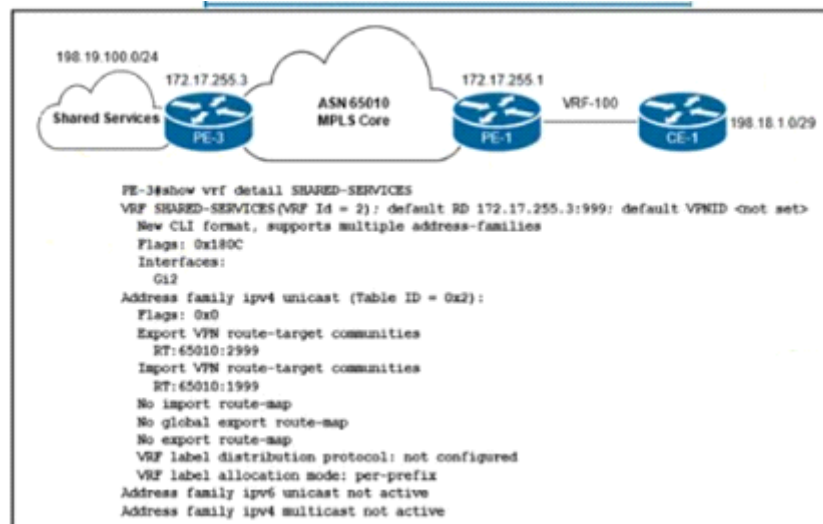 198.19.100.0/24
172.17.255.3
172.17.255.1
Shared Services
PE-3
ASN 65010
MPLS Core
PE-1
VRF-100
CE-1
198.18.1.0/29
PE-3#show vrf detail SHARED-SERVICES
VRF SHARED-SERVICES(VRF Id = 2); default RD 172.17.255.3:999; default VPNID <not set>
New CLI format, supports multiple address-families
Flags: 0x180C
Interfaces:
Gi2
Address family ipv4 unicast (Table ID = 0x2):
Flags: 0x0
Export VPN route-target communities
RT:65010:2999
Import VPN route-target communities
RT:65010:1999
No import route-map
No global export route-map
No export route-map
VRF label distribution protocol: not configured
VRF label allocation mode: per-prefix
Address family ipv6 unicast not active
Address family ipv4 multicast not active